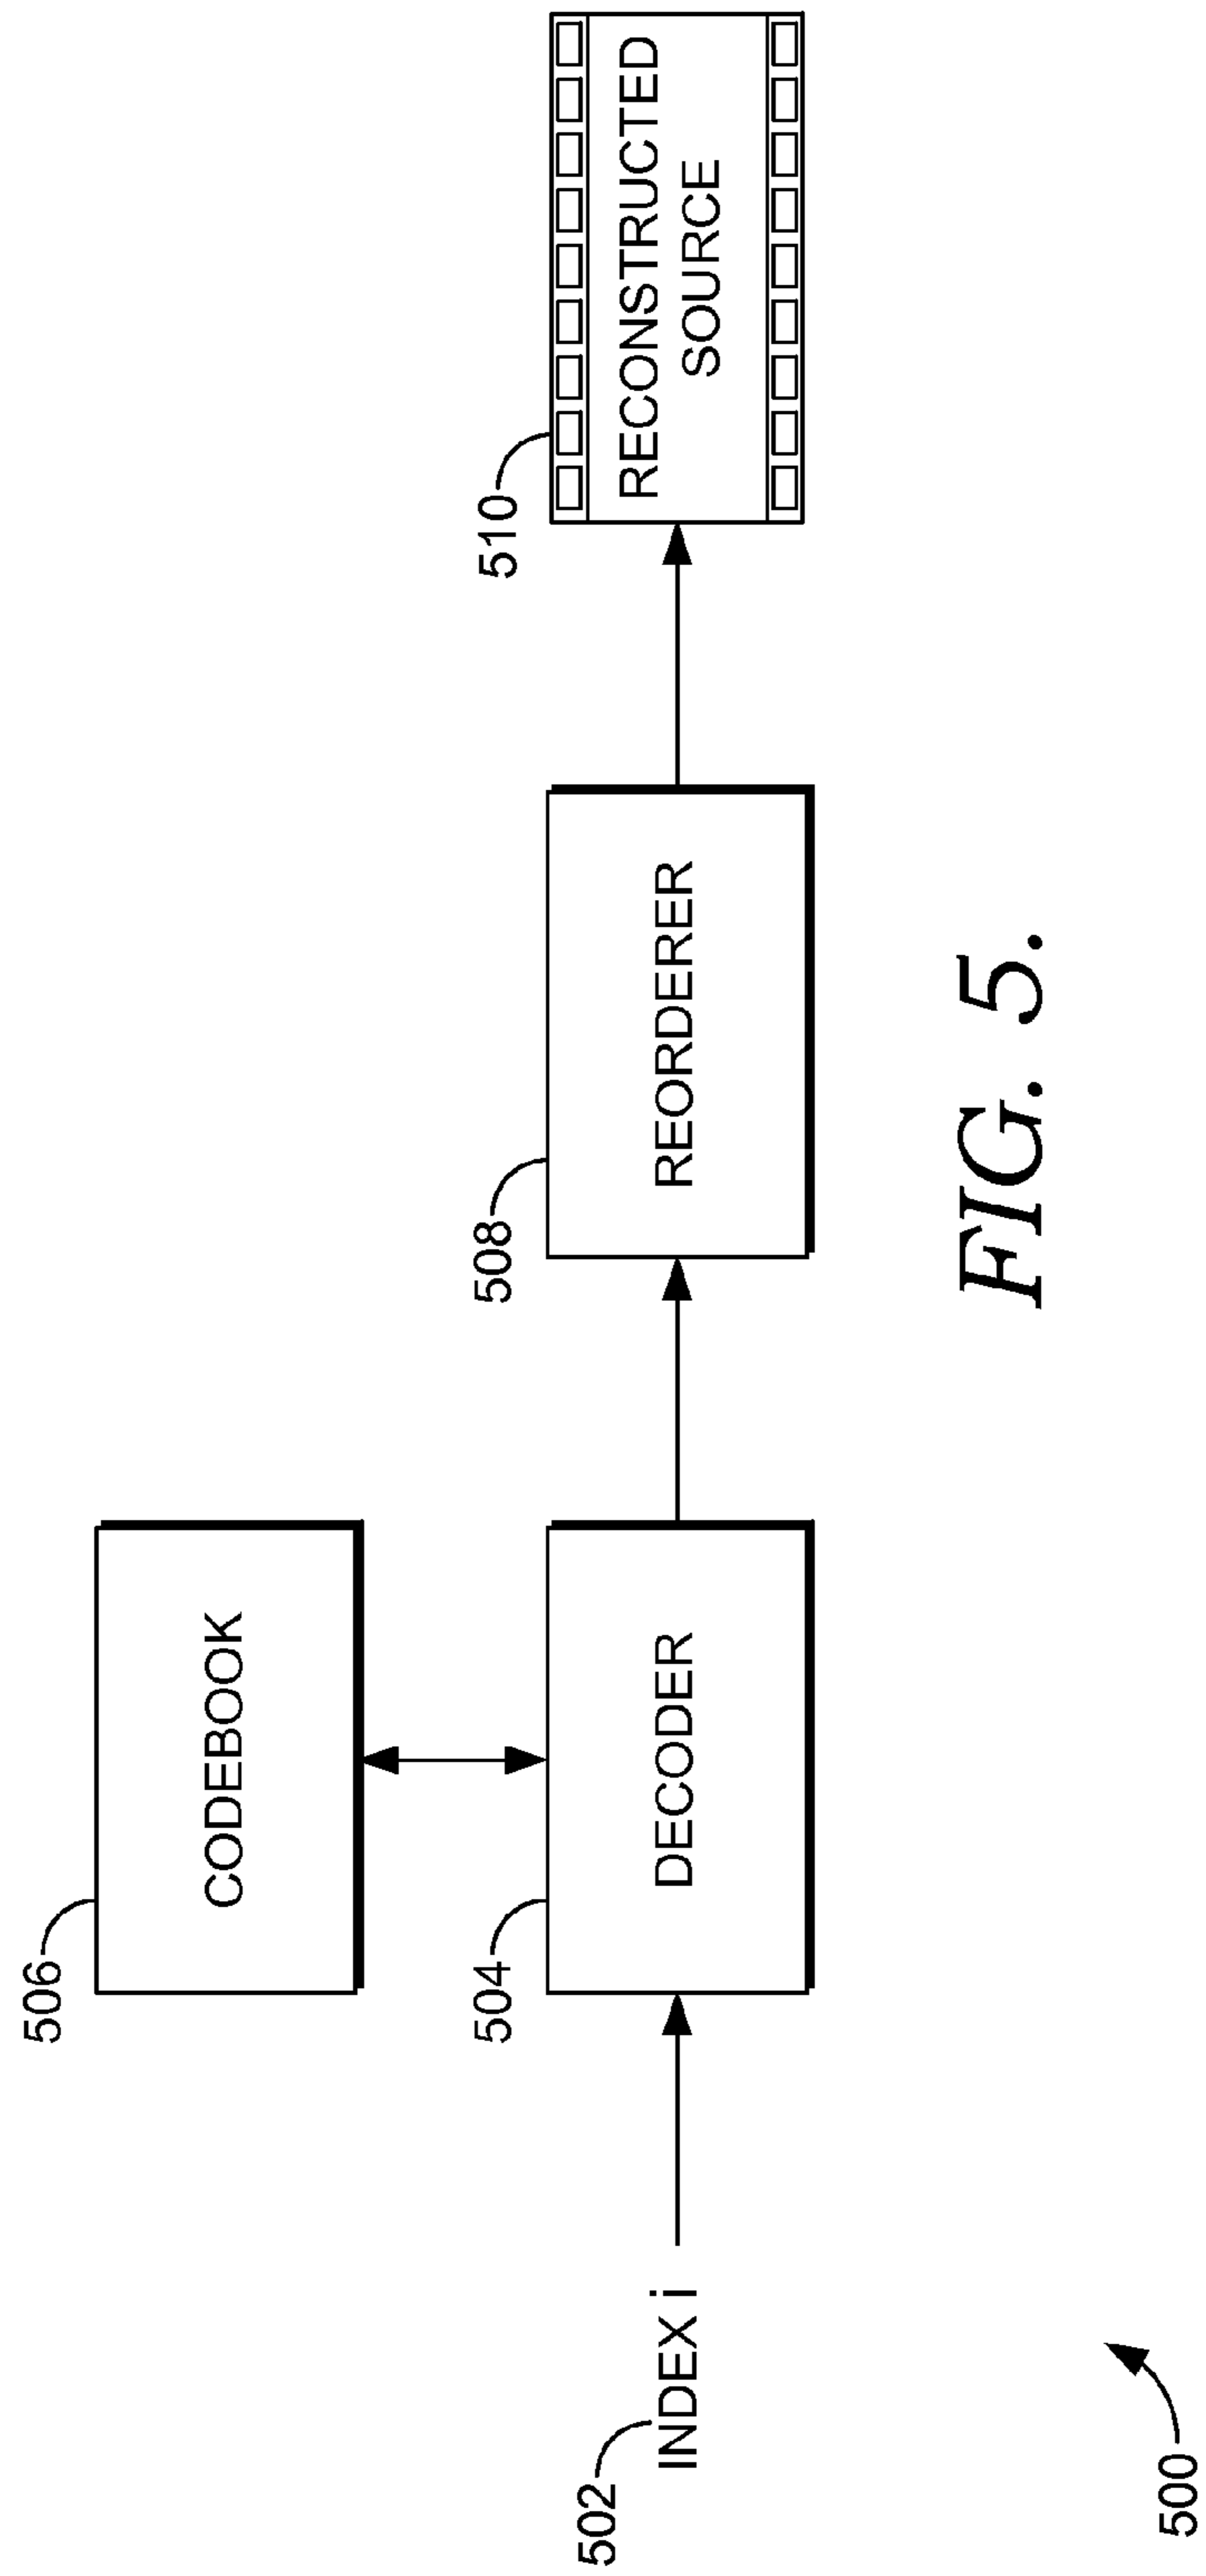 506
CODEBOOK
510
RECONSTRUCTED
SOURCE
508
REORDERER
504
DECODER
502
INDEX i
500
FIG. 5.